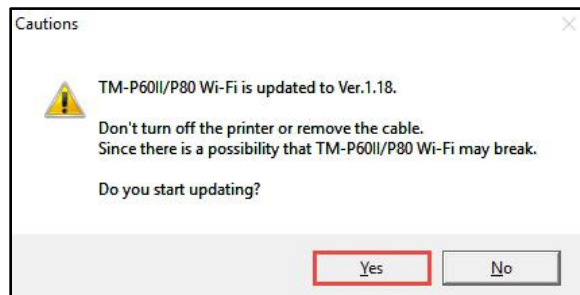 Cautions
TM-P60II/P80 Wi-Fi is updated to Ver.1.18.
Don't turn off the printer or remove the cable.
Since there is a possibility that TM-P60II/P80 Wi-Fi may break.
Do you start updating?
Yes
No